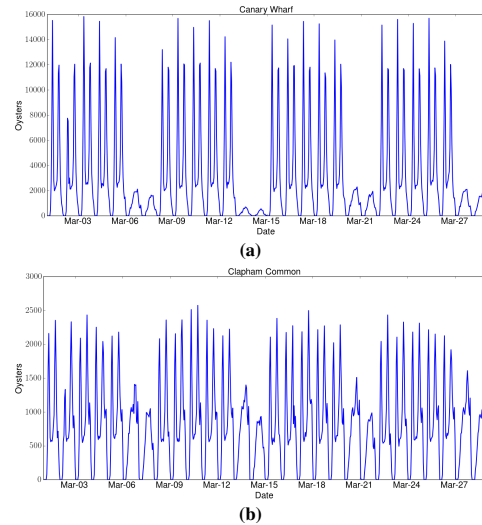 Canary Wharf
16000
14000
12000
10000
8000
6000
4000
2000
0
Oysters
Mar-03 Mar-06 Mar-09 Mar-12 Mar-15 Mar-18 Mar-21 Mar-24 Mar-27
Date
(a)
Clapham Common
3000
2500
2000
1500
1000
500
0
Oysters
Mar-03 Mar-06 Mar-09 Mar-12 Mar-15 Mar-18 Mar-21 Mar-24 Mar-27
Date
(b)